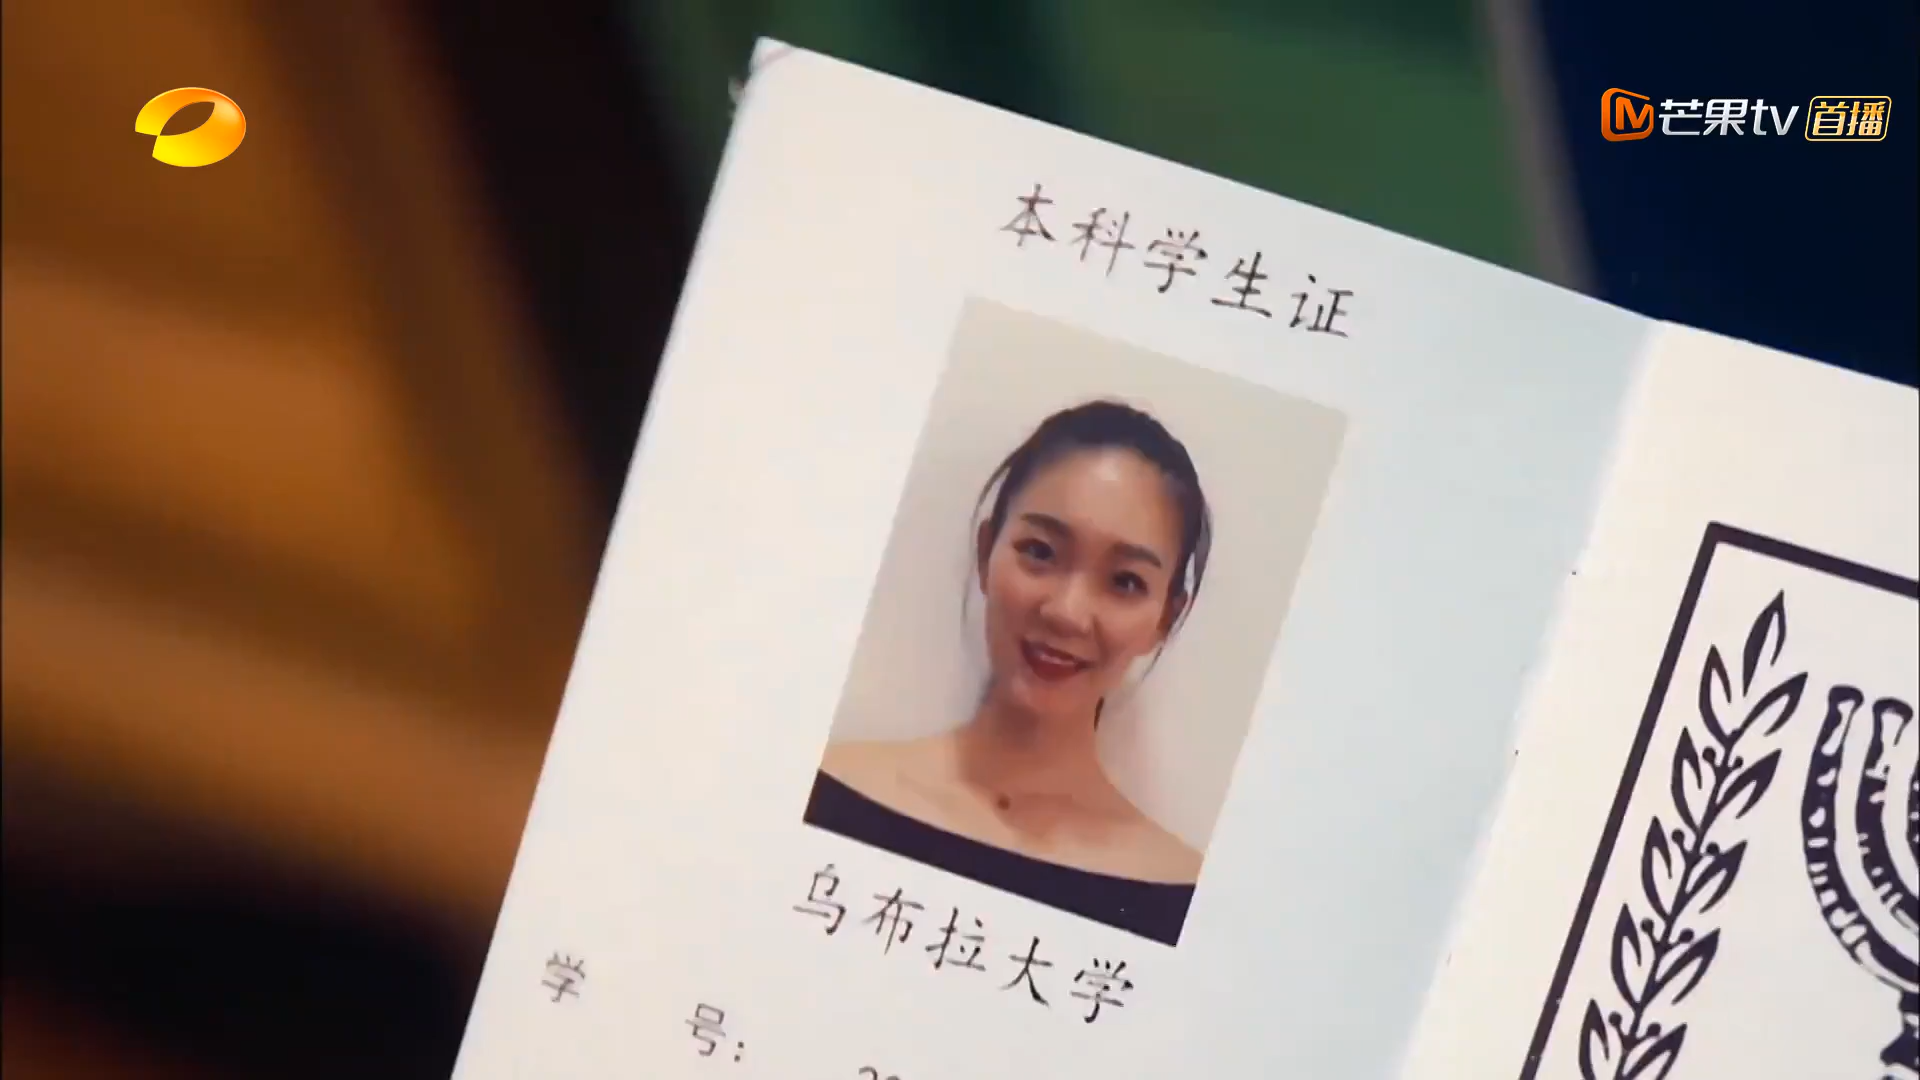 芒果tv 首播
本科学生证
乌布拉大学
学号：